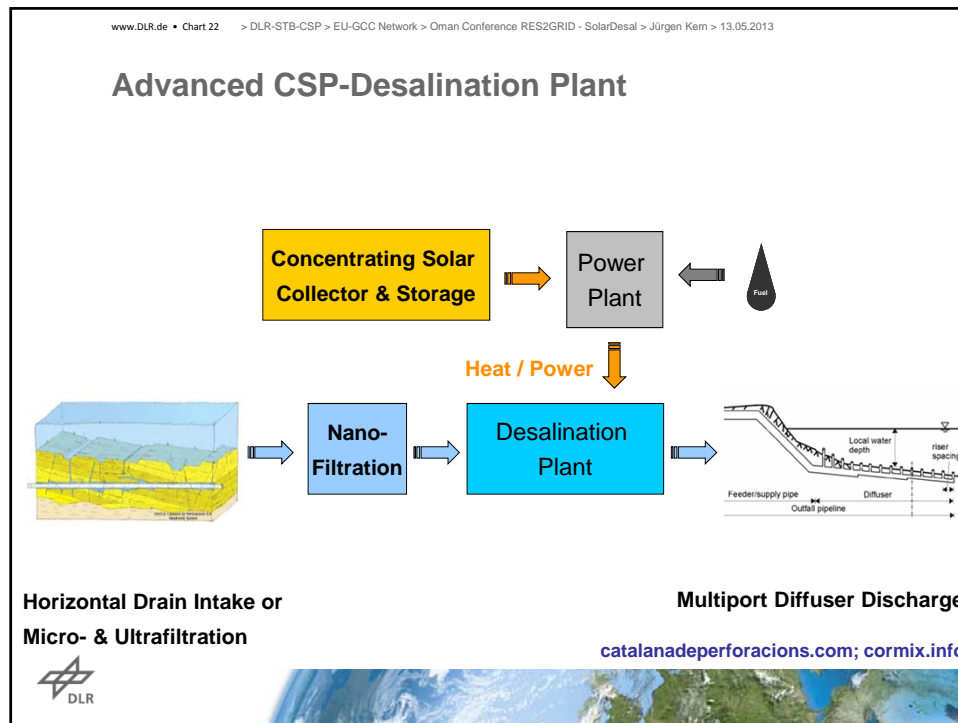 www.DLR.de • Chart 22 > DLR-STB-CSP > EU-GCC Network > Oman Conference RES2GRID - SolarDesal > Jürgen Kern > 13.05.2013
Advanced CSP-Desalination Plant
Concentrating Solar
Collector & Storage
Power
Plant
Fuel
Heat / Power
Nano-
Filtration
Desalination
Plant
Local water
depth
riser
spacing
Feeder/supply pipe
Diffuser
Outfall pipeline
Horizontal Drain Intake or
Micro- & Ultrafiltration
Multiport Diffuser Discharge
catalanadeperforacions.com; cormix.info
DLR